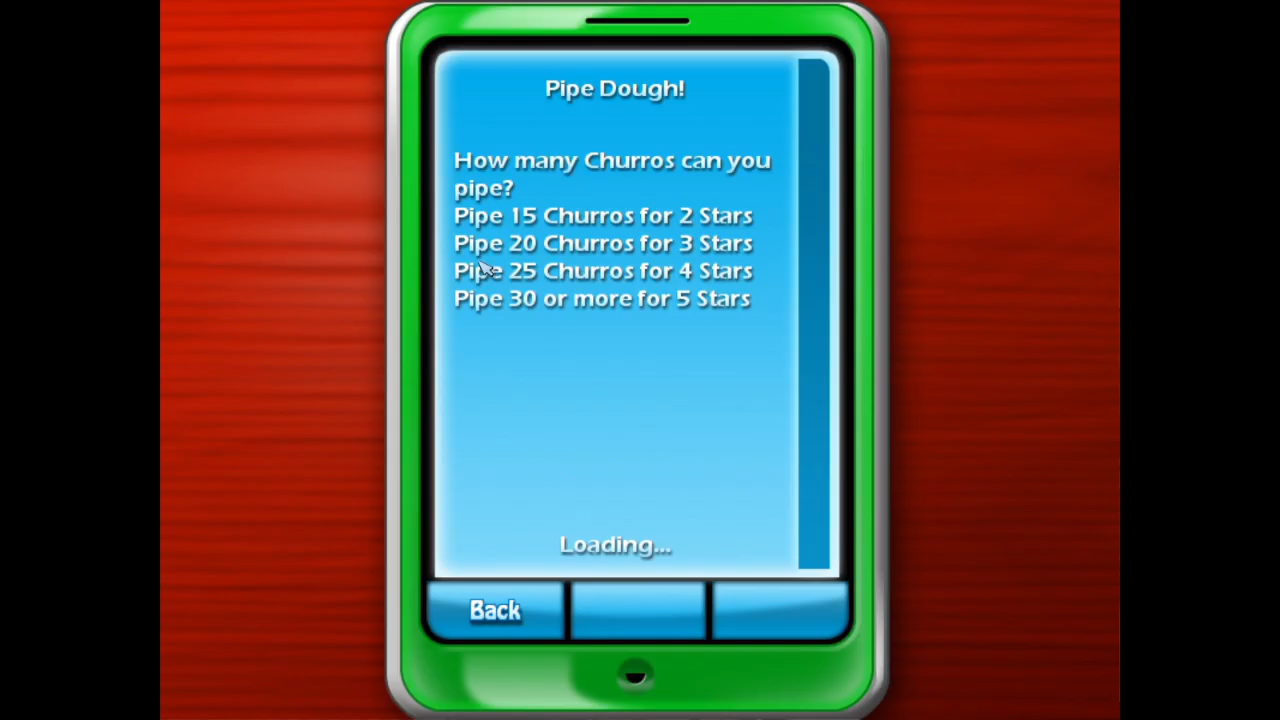 Pipe Dough!
How many Churros can you
pipe?
Pipe 15 Churros for 2 Stars
Pipe 20 Churros for 3 Stars
Pipe 25 Churros for 4 Stars
Pipe 30 or more for 5 Stars
Loading...
Back